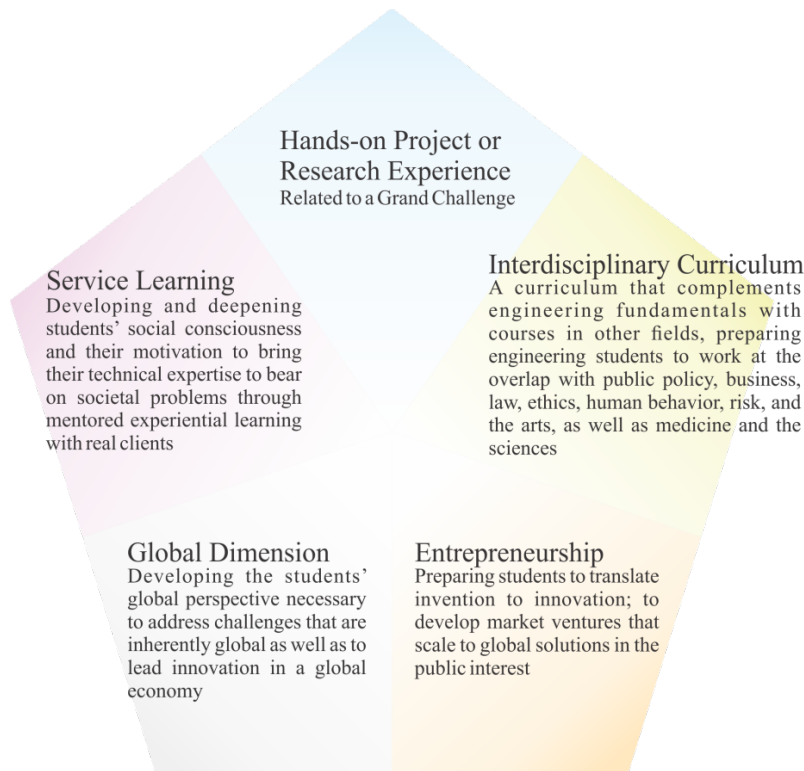 Hands-on Project or
Research Experience
Related to a Grand Challenge
Service Learning
Developing and deepening
students’ social consciousness
and their motivation to bring
their technical expertise to bear
on societal problems through
mentored experiential learning
with real clients
Interdisciplinary Curriculum
A curriculum that complements
engineering fundamentals with
courses in other fields, preparing
engineering students to work at the
overlap with public policy, business,
law, ethics, human behavior, risk, and
the arts, as well as medicine and the
sciences
Global Dimension
Developing the students’
global perspective necessary
to address challenges that are
inherently global as well as to
lead innovation in a global
economy
Entrepreneurship
Preparing students to translate
invention to innovation; to
develop market ventures that
scale to global solutions in the
public interest